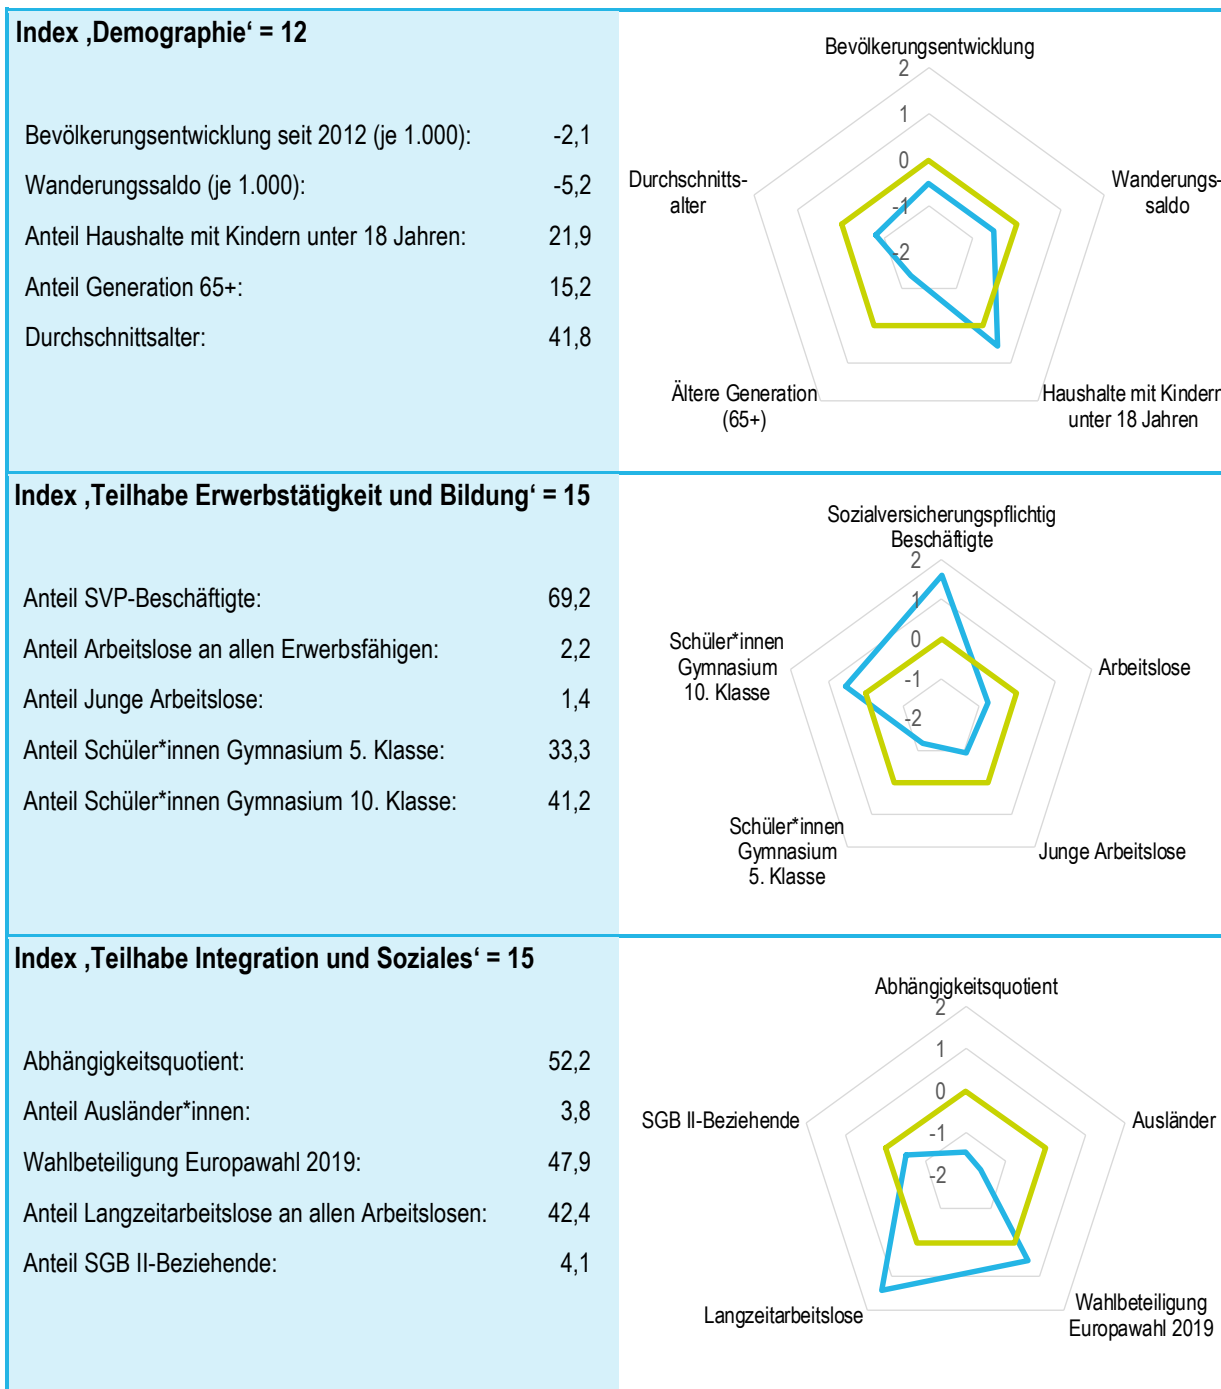 Index ‚Demographie‘ = 12
Bevölkerungsentwicklung seit 2012 (je 1.000): -2,1
Wanderungssaldo (je 1.000): -5,2
Anteil Haushalte mit Kindern unter 18 Jahren: 21,9
Anteil Generation 65+: 15,2
Durchschnittsalter: 41,8
Bevölkerungsentwicklung
2
1
0
-1
-2
Durchschnitts-
alter
Wanderungs-
saldo
Ältere Generation
(65+)
Haushalte mit Kindern
unter 18 Jahren
Index ‚Teilhabe Erwerbstätigkeit und Bildung‘ = 15
Anteil SVP-Beschäftigte: 69,2
Anteil Arbeitslose an allen Erwerbsfähigen: 2,2
Anteil Junge Arbeitslose: 1,4
Anteil Schüler*innen Gymnasium 5. Klasse: 33,3
Anteil Schüler*innen Gymnasium 10. Klasse: 41,2
Sozialversicherungspflichtig
Beschäftigte
2
1
0
-1
-2
Schüler*innen
Gymnasium
10. Klasse
Arbeitslose
Schüler*innen
Gymnasium
5. Klasse
Junge Arbeitslose
Index ‚Teilhabe Integration und Soziales‘ = 15
Abhängigkeitsquotient: 52,2
Anteil Ausländer*innen: 3,8
Wahlbeteiligung Europawahl 2019: 47,9
Anteil Langzeitarbeitslose an allen Arbeitslosen: 42,4
Anteil SGB II-Beziehende: 4,1
Abhängigkeitsquotient
2
1
0
-1
-2
SGB II-Beziehende
Ausländer
Langzeitarbeitslose
Wahlbeteiligung
Europawahl 2019